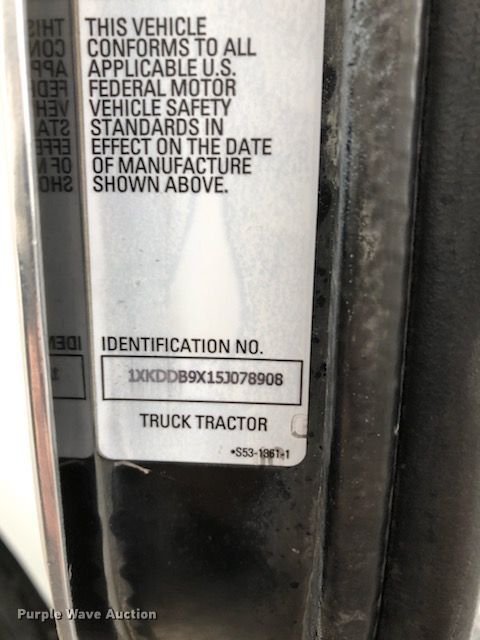 THIS VEHICLE
CONFORMS TO ALL
APPLICABLE U.S.
FEDERAL MOTOR
VEHICLE SAFETY
STANDARDS IN
EFFECT ON THE DATE
OF MANUFACTURE
SHOWN ABOVE.
IDENTIFICATION NO.
1XKDDB9X15J078908
TRUCK TRACTOR
•S53-1361-1
Purple Wave Auction